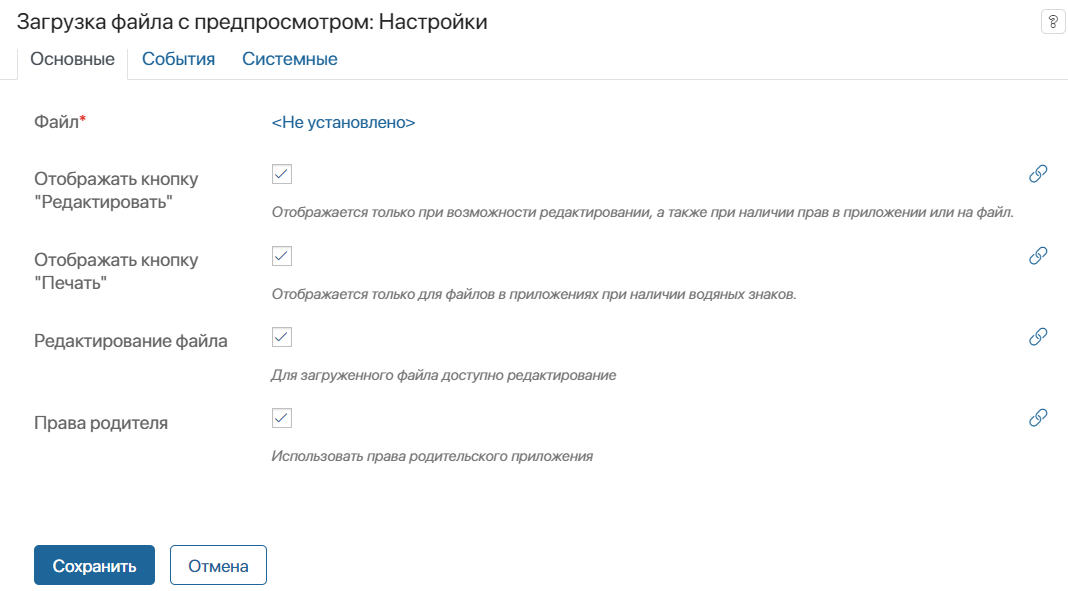 Загрузка файла с предпросмотром: Настройки
?
Основные События Системные
Файл* <Не установлено>
Отображать кнопку
"Редактировать"
Отображается только при возможности редактировании, а также при наличии прав в приложении или на файл.
Отображать кнопку
"Печать"
Отображается только для файлов в приложениях при наличии водяных знаков.
Редактирование файла
Для загруженного файла доступно редактирование
Права родителя
Использовать права родительского приложения
Сохранить Отмена